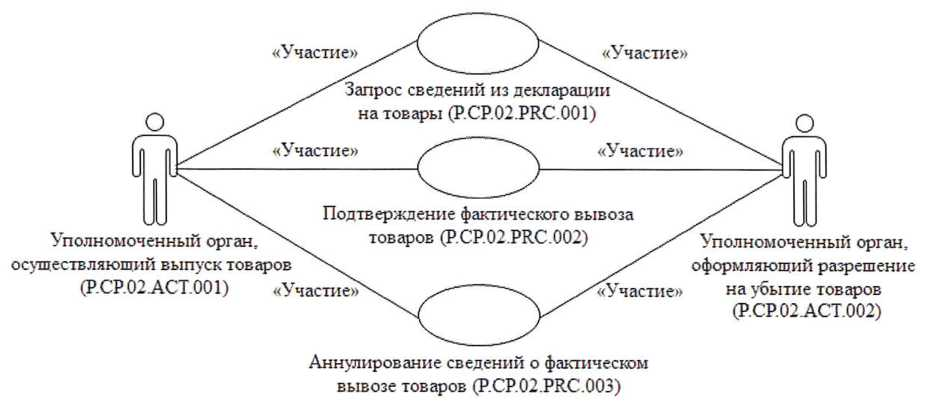 «Участие»
«Участие»
Запрос сведений из декларации
на товары (P.CP.02.PRC.001)
«Участие»
«Участие»
Подтверждение фактического вывоза
товаров (P.CP.02.PRC.002)
Уполномоченный орган,
осуществляющий выпуск товаров
(P.CP.02.ACT.001)
Уполномоченный орган,
оформляющий разрешение
на убытие товаров
(P.CP.02.ACT.002)
«Участие»
«Участие»
Аннулирование сведений о фактическом
вывозе товаров (P.CP.02.PRC.003)